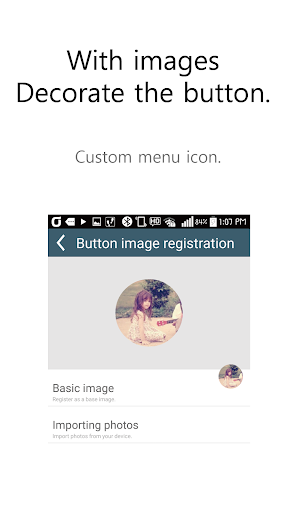 With images
Decorate the button.
Custom menu icon.
HD 84% 1:07 PM
Button image registration
Basic image
Register as a base image.
Importing photos
Import photos from your device.